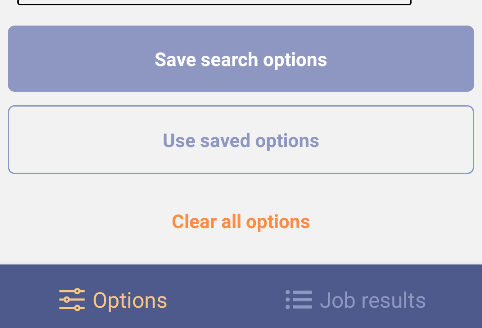 Save search options
Use saved options
Clear all options
Options
Job results